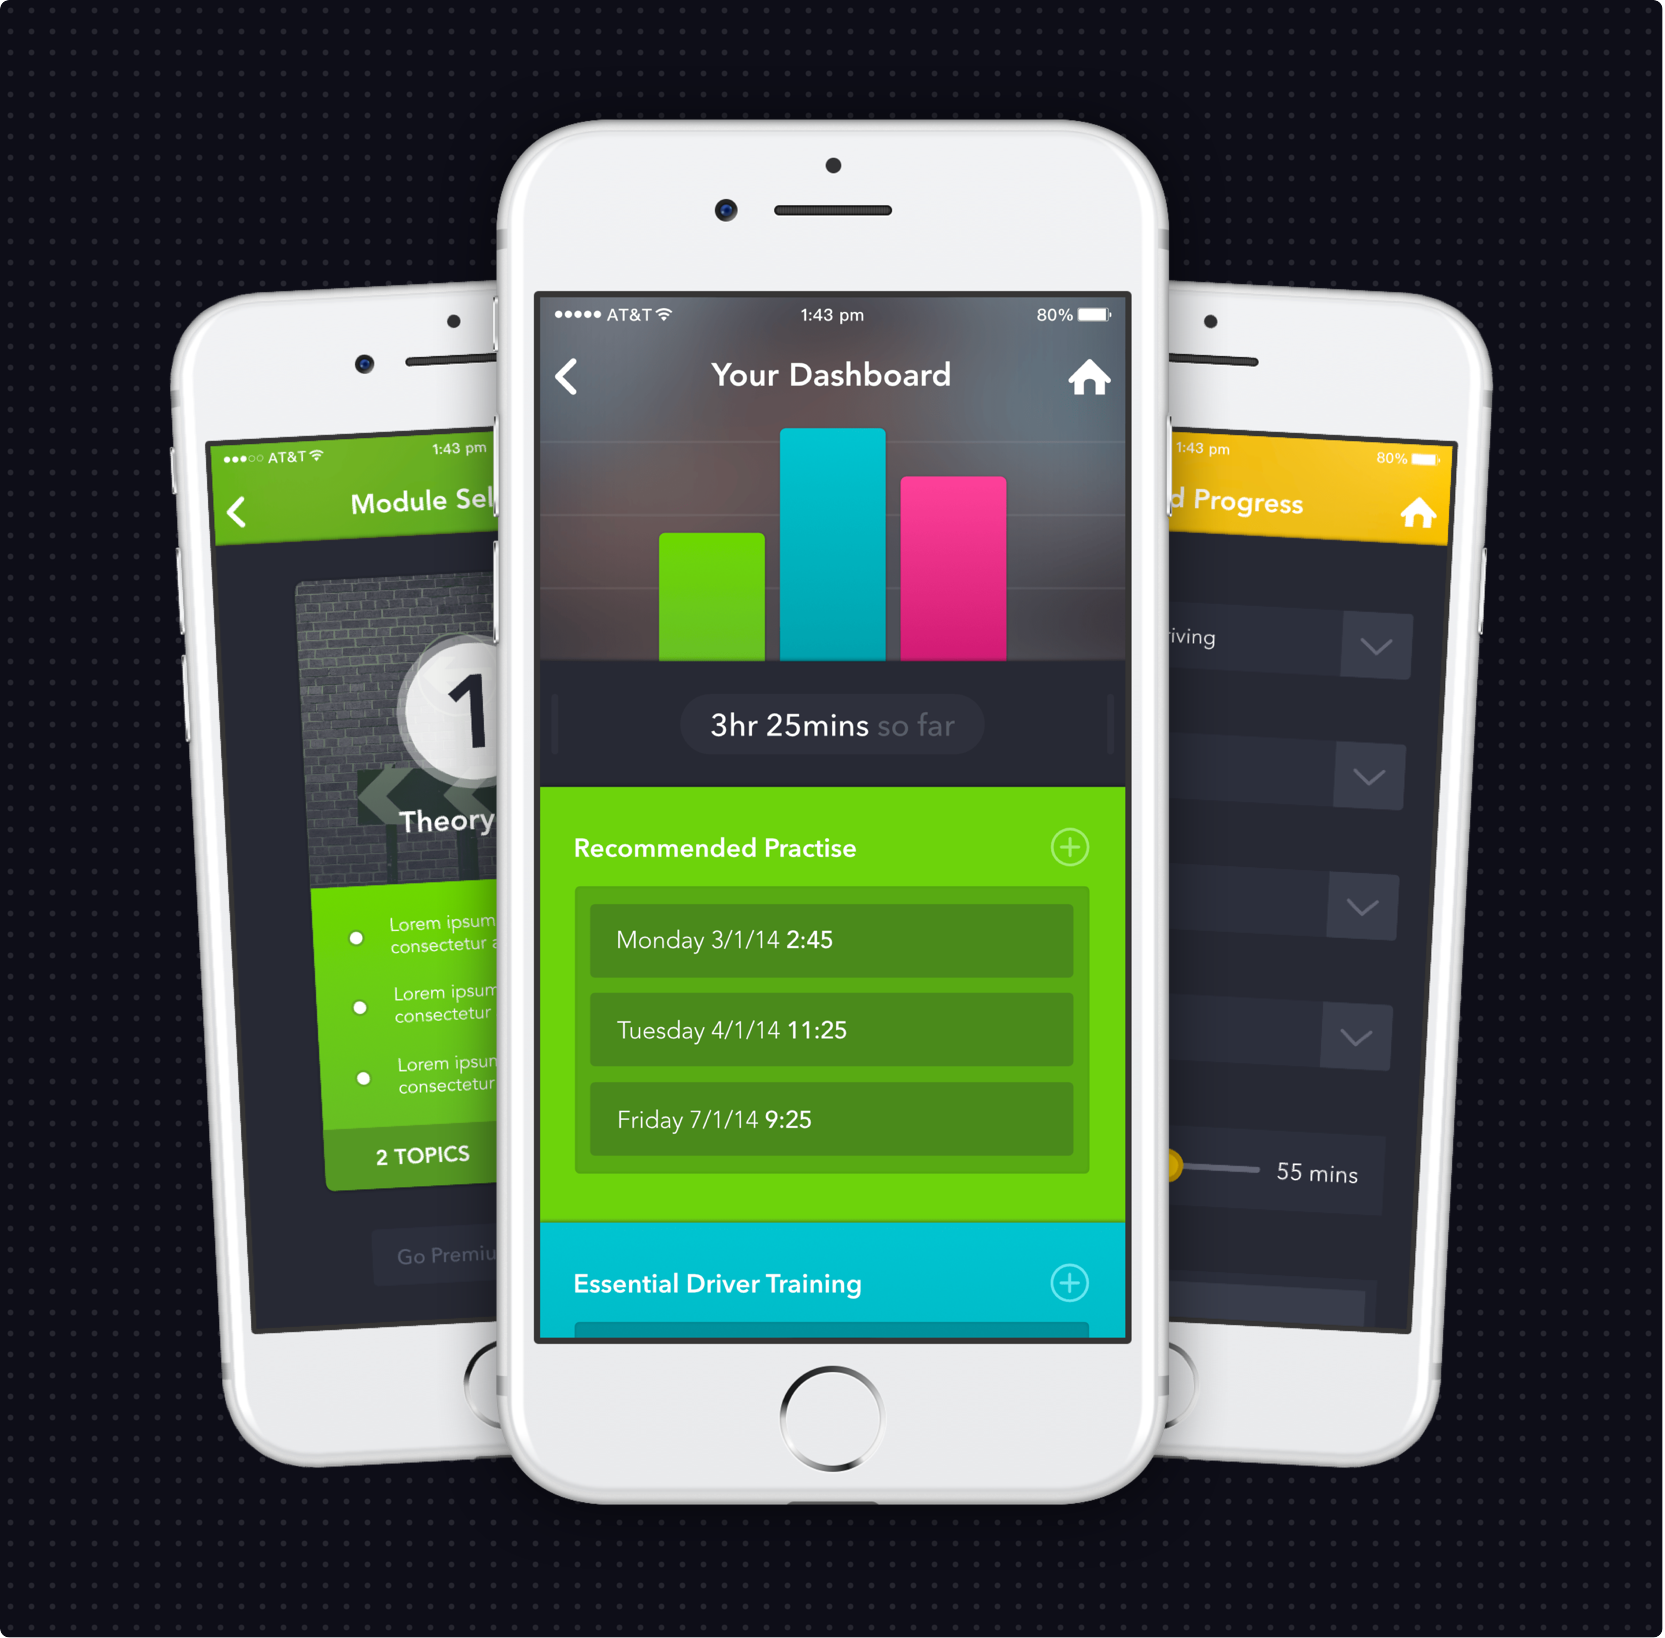 AT&T
1:43 pm
Module Sel
1
Theory
Lorem ipsum
consectetur a
Lorem ipsum
consectetur
Lorem ipsum
consectetur
2 TOPICS
Go Premiu
AT&T 1:43 pm 80%
Your Dashboard
3hr 25mins so far
Recommended Practise
Monday 3/1/14 2:45
Tuesday 4/1/14 11:25
Friday 7/1/14 9:25
Essential Driver Training
1:43 pm 80%
d Progress
riving
55 mins